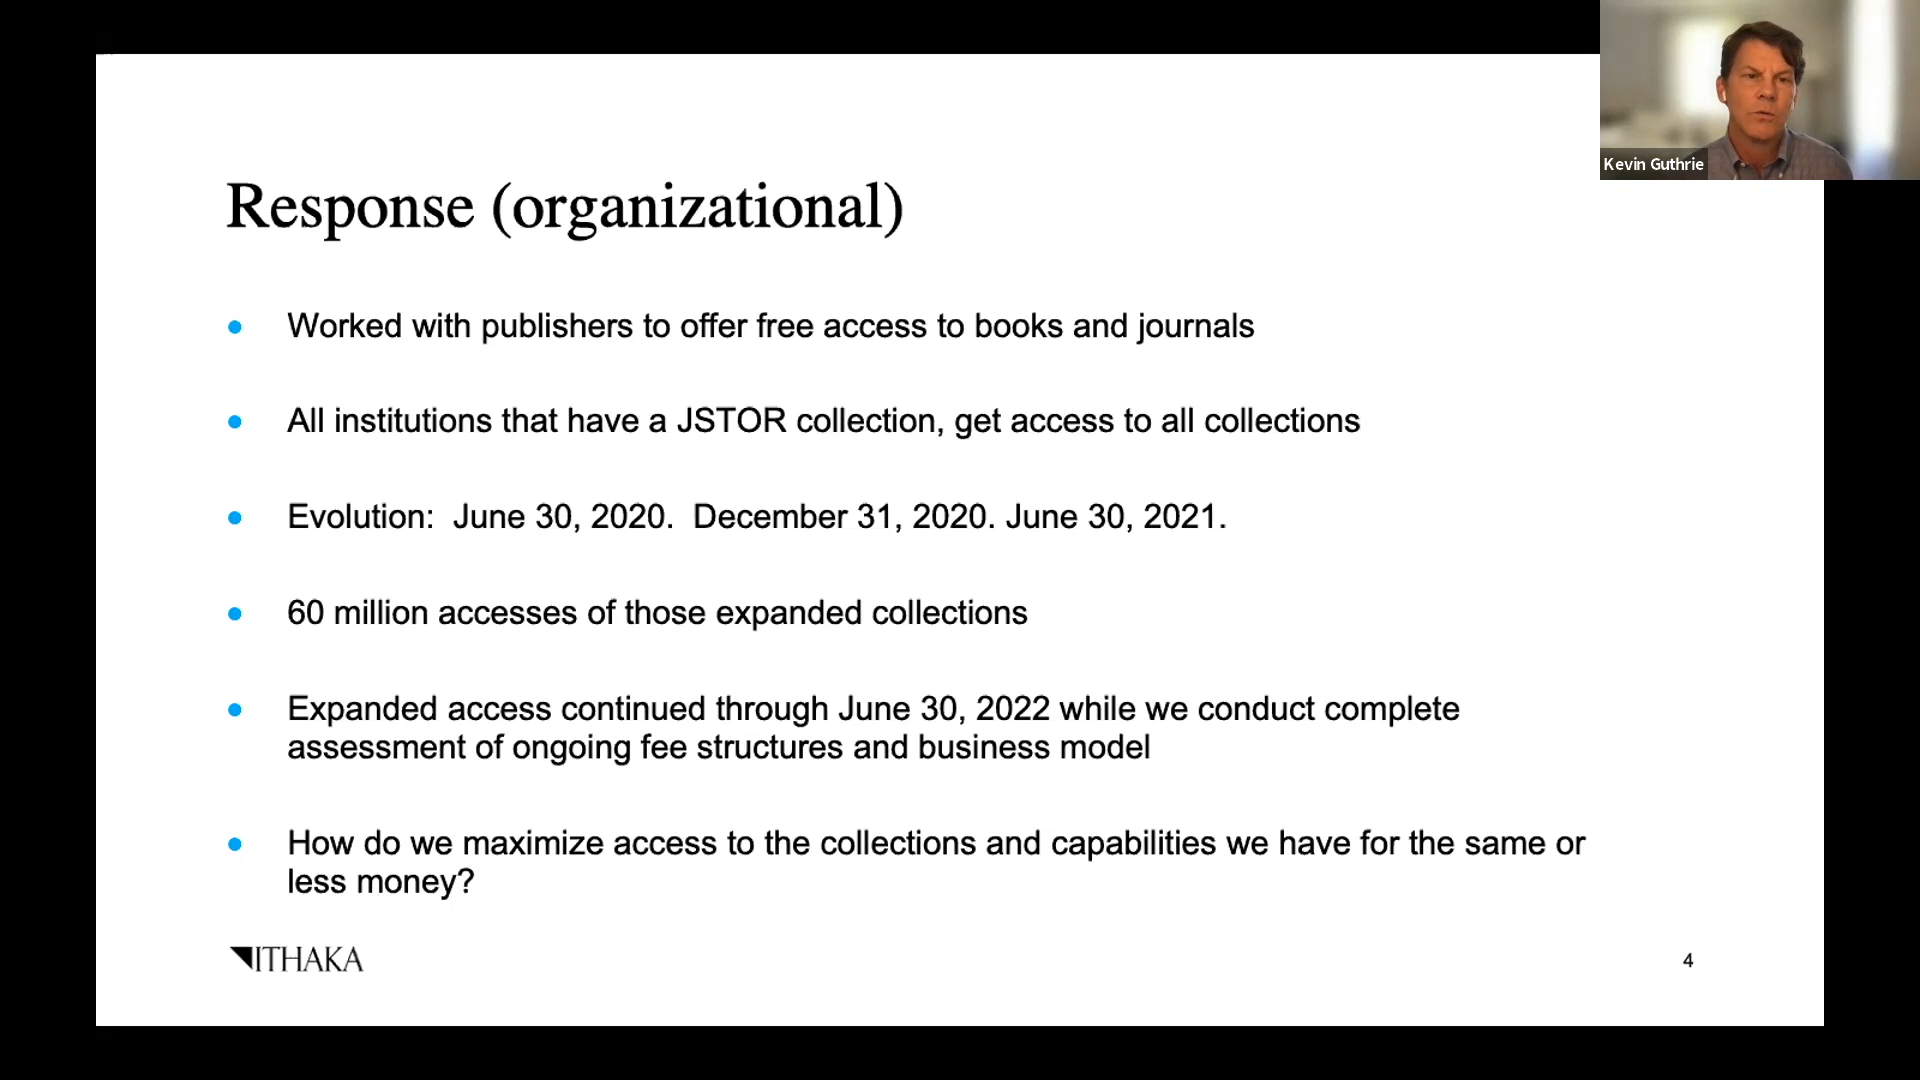 Kevin Guthrie
Response (organizational)
• Worked with publishers to offer free access to books and journals
• All institutions that have a JSTOR collection, get access to all collections
• Evolution:  June 30, 2020.  December 31, 2020. June 30, 2021.
• 60 million accesses of those expanded collections
• Expanded access continued through June 30, 2022 while we conduct complete
assessment of ongoing fee structures and business model
• How do we maximize access to the collections and capabilities we have for the same or
less money?
ITHAKA
4